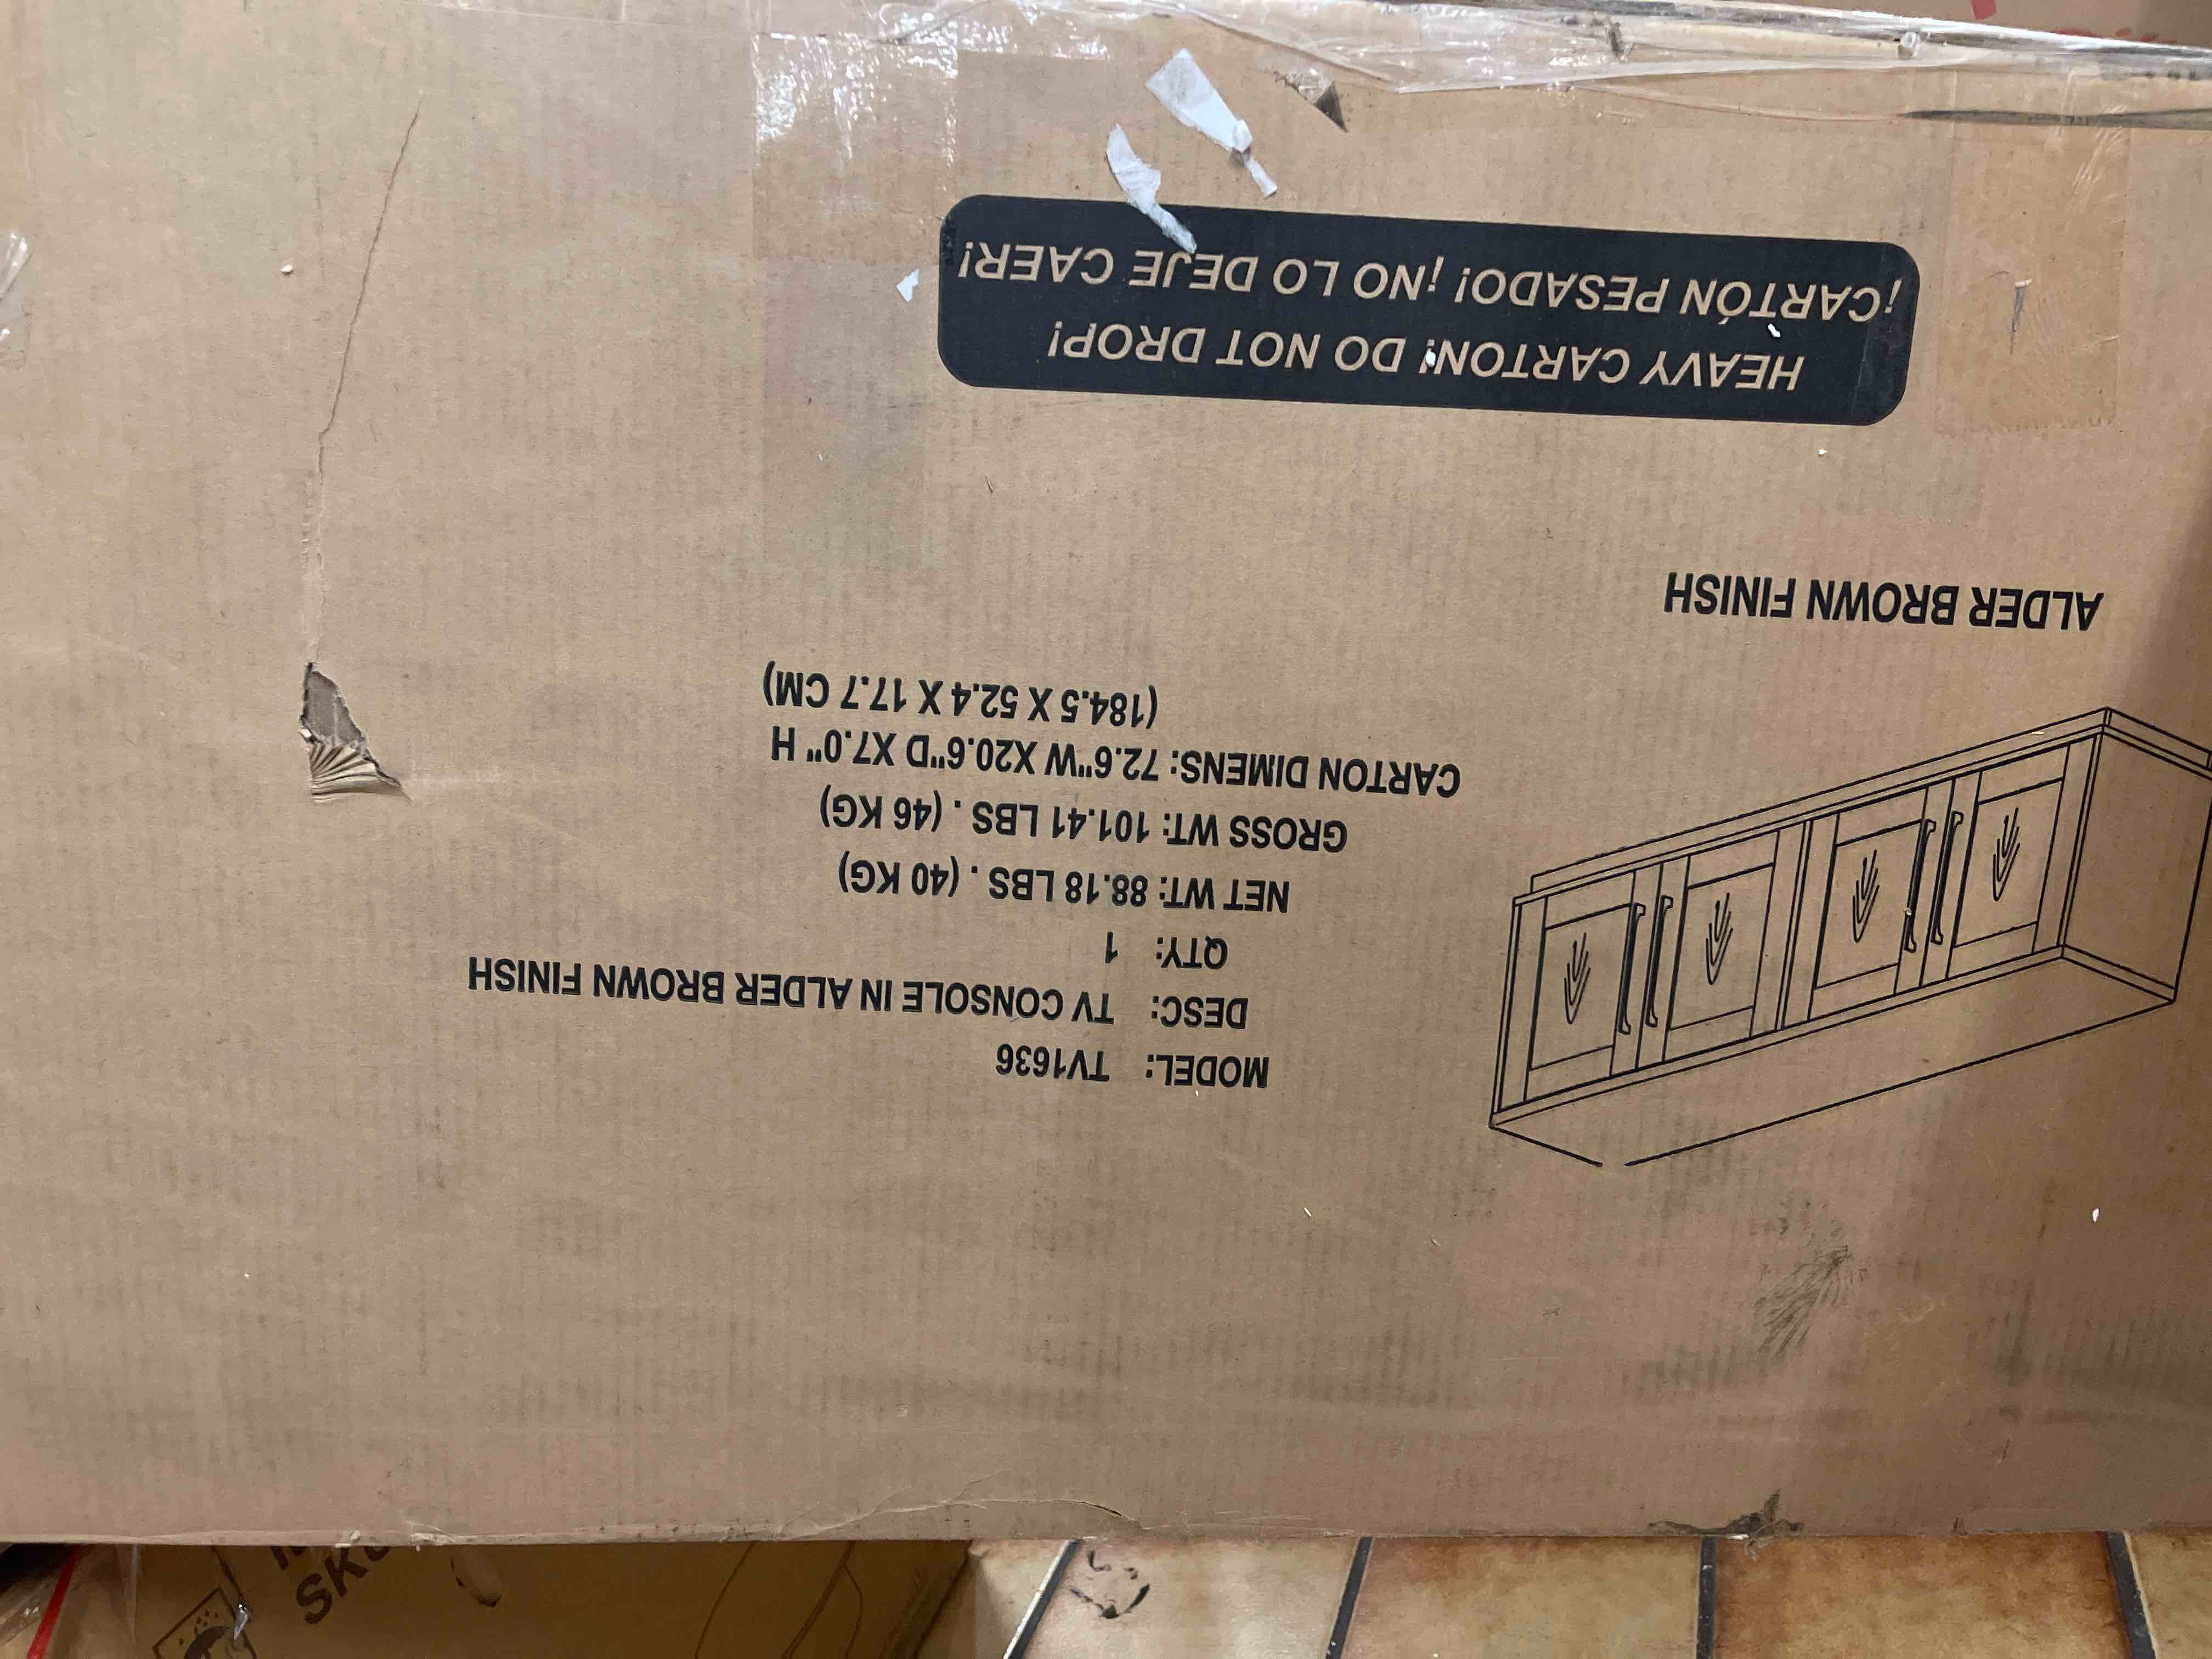 MODEL: TV1636
DESC: TV CONSOLE IN ALDER BROWN FINISH
QTY: 1
NET WT: 88.18 LBS . (40 KG)
GROSS WT: 101.41 LBS . (46 KG)
CARTON DIMENS: 72.6"W X20.6"D X7.0" H
(184.5 X 52.4 X 17.7 CM)
ALDER BROWN FINISH
HEAVY CARTON! DO NOT DROP!
¡CARTÓN PESADO! ¡NO LO DEJE CAER!